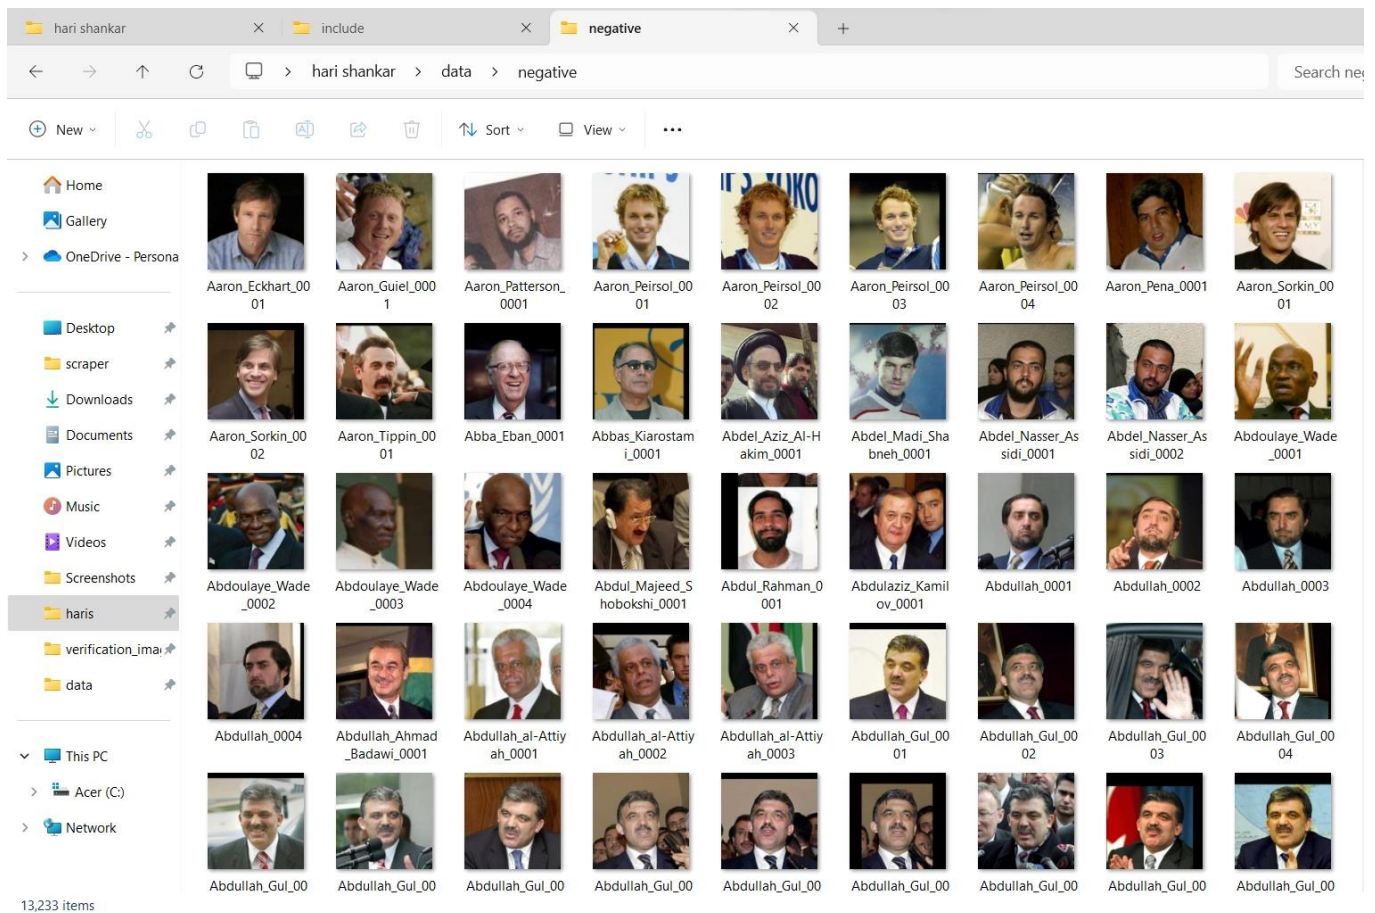 hari shankar
include
negative
hari shankar > data > negative
Search neg
New
Sort
View
Home
Gallery
OneDrive - Persona
Desktop
scraper
Downloads
Documents
Pictures
Music
Videos
Screenshots
haris
verification_imag
data
This PC
Acer (C:)
Network
Aaron_Eckhart_00
01
Aaron_Guiel_000
1
Aaron_Patterson_
0001
Aaron_Peirsol_00
01
Aaron_Peirsol_00
02
Aaron_Peirsol_00
03
Aaron_Peirsol_00
04
Aaron_Pena_0001
Aaron_Sorkin_00
01
Aaron_Sorkin_00
02
Aaron_Tippin_00
01
Abba_Eban_0001
Abbas_Kiarostam
i_0001
Abdel_Aziz_Al-H
akim_0001
Abdel_Madi_Sha
bneh_0001
Abdel_Nasser_As
sidi_0001
Abdel_Nasser_As
sidi_0002
Abdoulaye_Wade
_0001
Abdoulaye_Wade
_0002
Abdoulaye_Wade
_0003
Abdoulaye_Wade
_0004
Abdul_Majeed_S
hobokshi_0001
Abdul_Rahman_0
001
Abdulaziz_Kamil
ov_0001
Abdullah_0001
Abdullah_0002
Abdullah_0003
Abdullah_0004
Abdullah_Ahmad
_Badawi_0001
Abdullah_al-Attiy
ah_0001
Abdullah_al-Attiy
ah_0002
Abdullah_al-Attiy
ah_0003
Abdullah_Gul_00
01
Abdullah_Gul_00
02
Abdullah_Gul_00
03
Abdullah_Gul_00
04
Abdullah_Gul_00
Abdullah_Gul_00
Abdullah_Gul_00
Abdullah_Gul_00
Abdullah_Gul_00
Abdullah_Gul_00
Abdullah_Gul_00
Abdullah_Gul_00
Abdullah_Gul_00
13,233 items